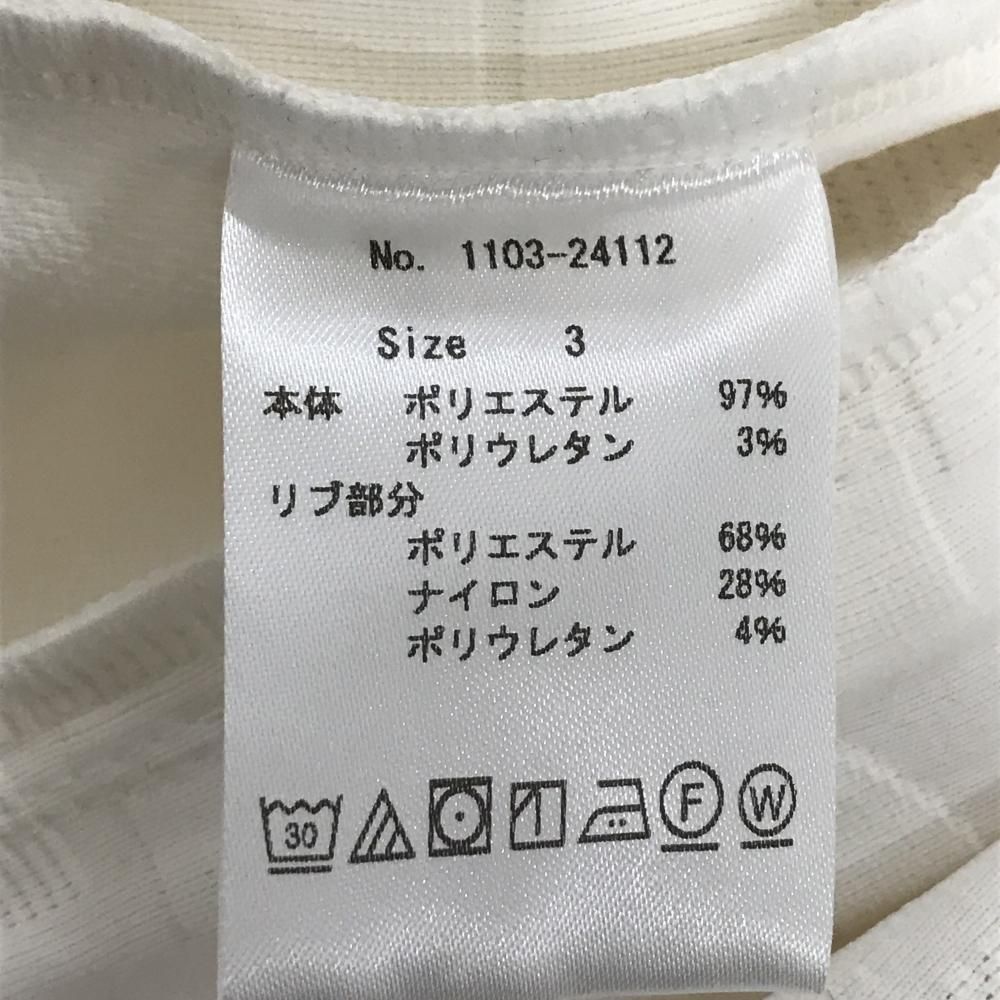 No. 1103-24112
Size 3
本体 ポリエステル 97%
ポリウレタン 3%
リブ部分
ポリエステル 68%
ナイロン 28%
ポリウレタン 4%
30 F W